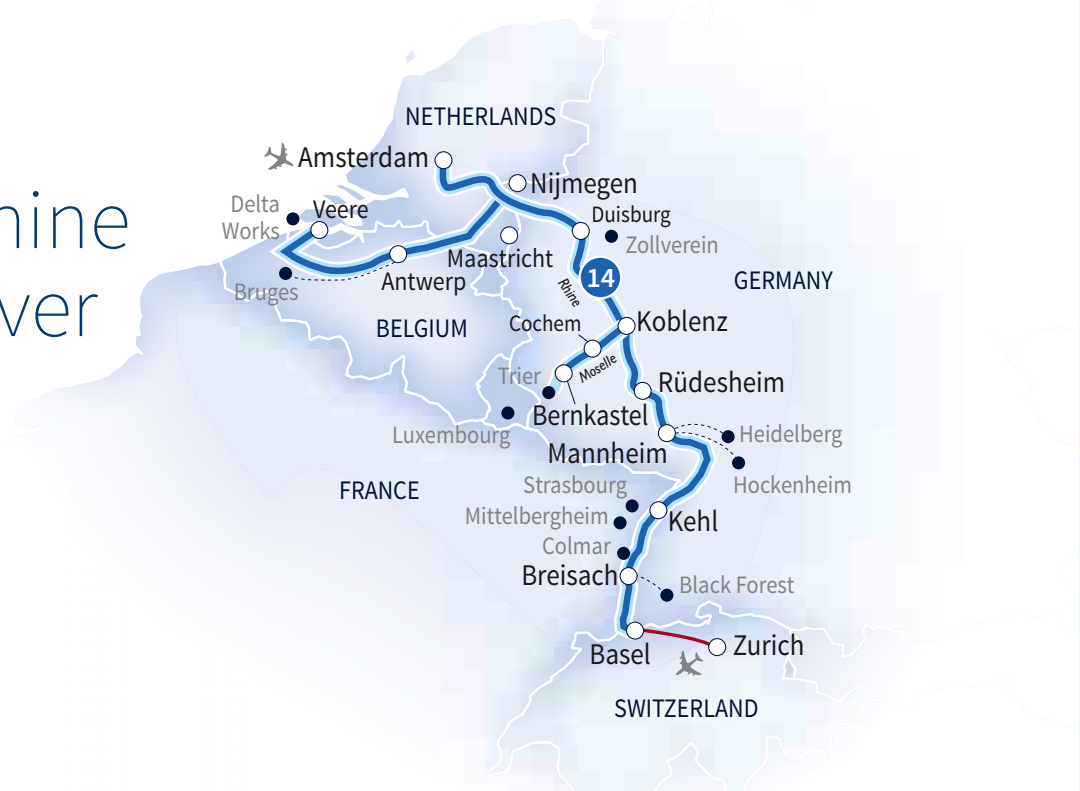 hine
ver
NETHERLANDS
Amsterdam
Nijmegen
Delta
Works
Veere
Duisburg
Zollverein
Maastricht
Antwerp
Bruges
Rhine
14
GERMANY
BELGIUM
Cochem
Koblenz
Moselle
Trier
Rüdesheim
Bernkastel
Luxembourg
Heidelberg
Mannheim
Hockenheim
FRANCE
Strasbourg
Mittelbergheim
Kehl
Colmar
Breisach
Black Forest
Basel
Zurich
SWITZERLAND